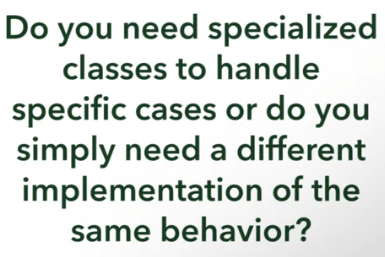 Do you need specialized
classes to handle
specific cases or do you
simply need a different
implementation of the
same behavior?